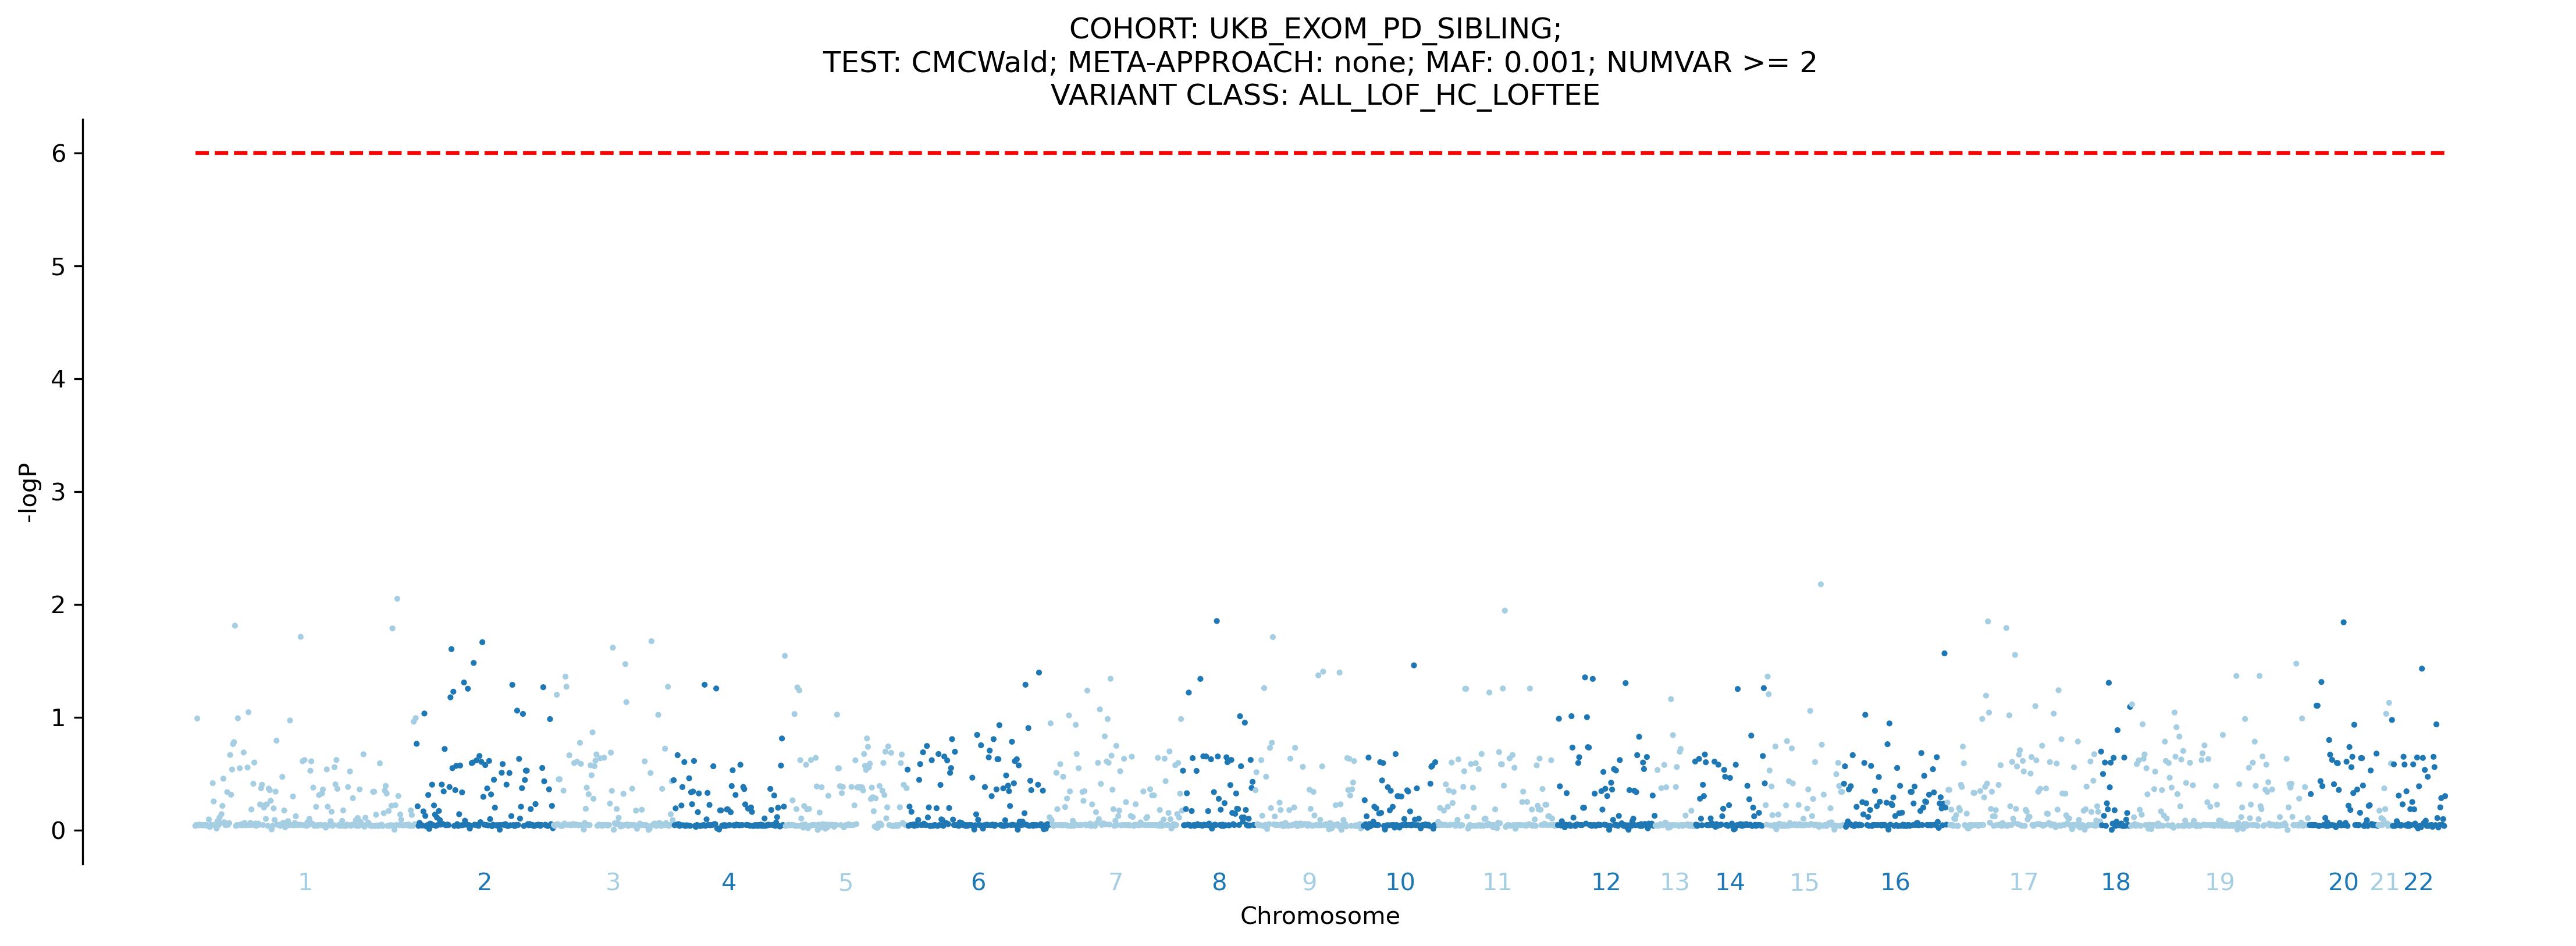 COHORT: UKB_EXOM_PD_SIBLING;
TEST: CMCWald; META-APPROACH: none; MAF: 0.001; NUMVAR >= 2
VARIANT CLASS: ALL_LOF_HC_LOFTEE
6
5
4
3
2
1
0
-logP
1 2 3 4 5 6 7 8 9 10 11 12 13 14 15 16 17 18 19 20 21 22
Chromosome